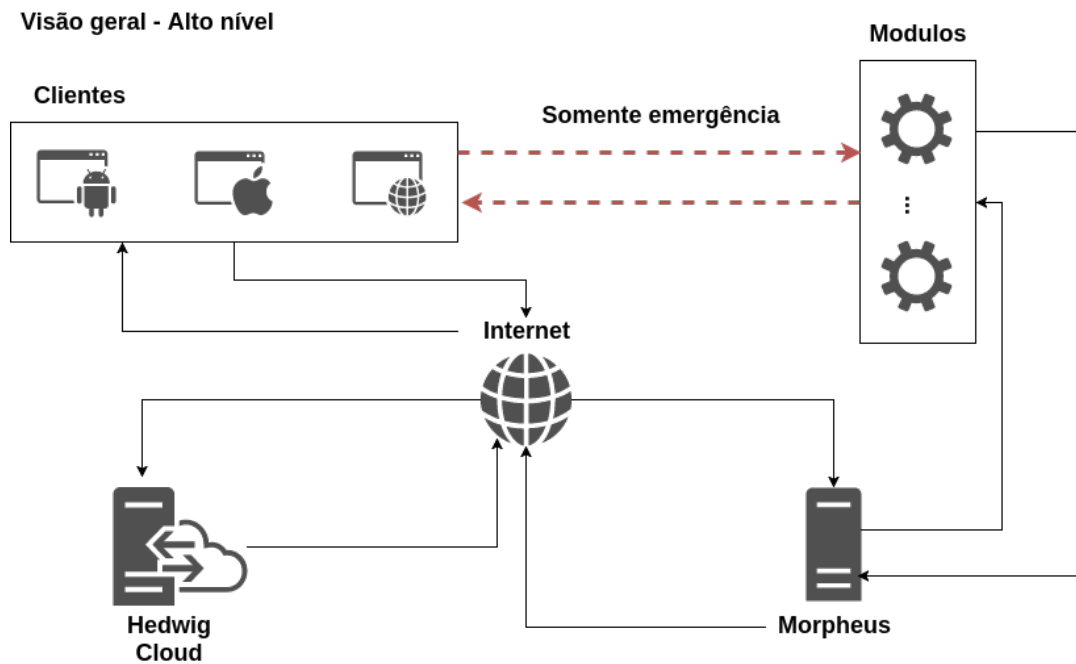 Visão geral - Alto nível
Modulos
Clientes
Somente emergência
...
Internet
Hedwig
Cloud
Morpheus